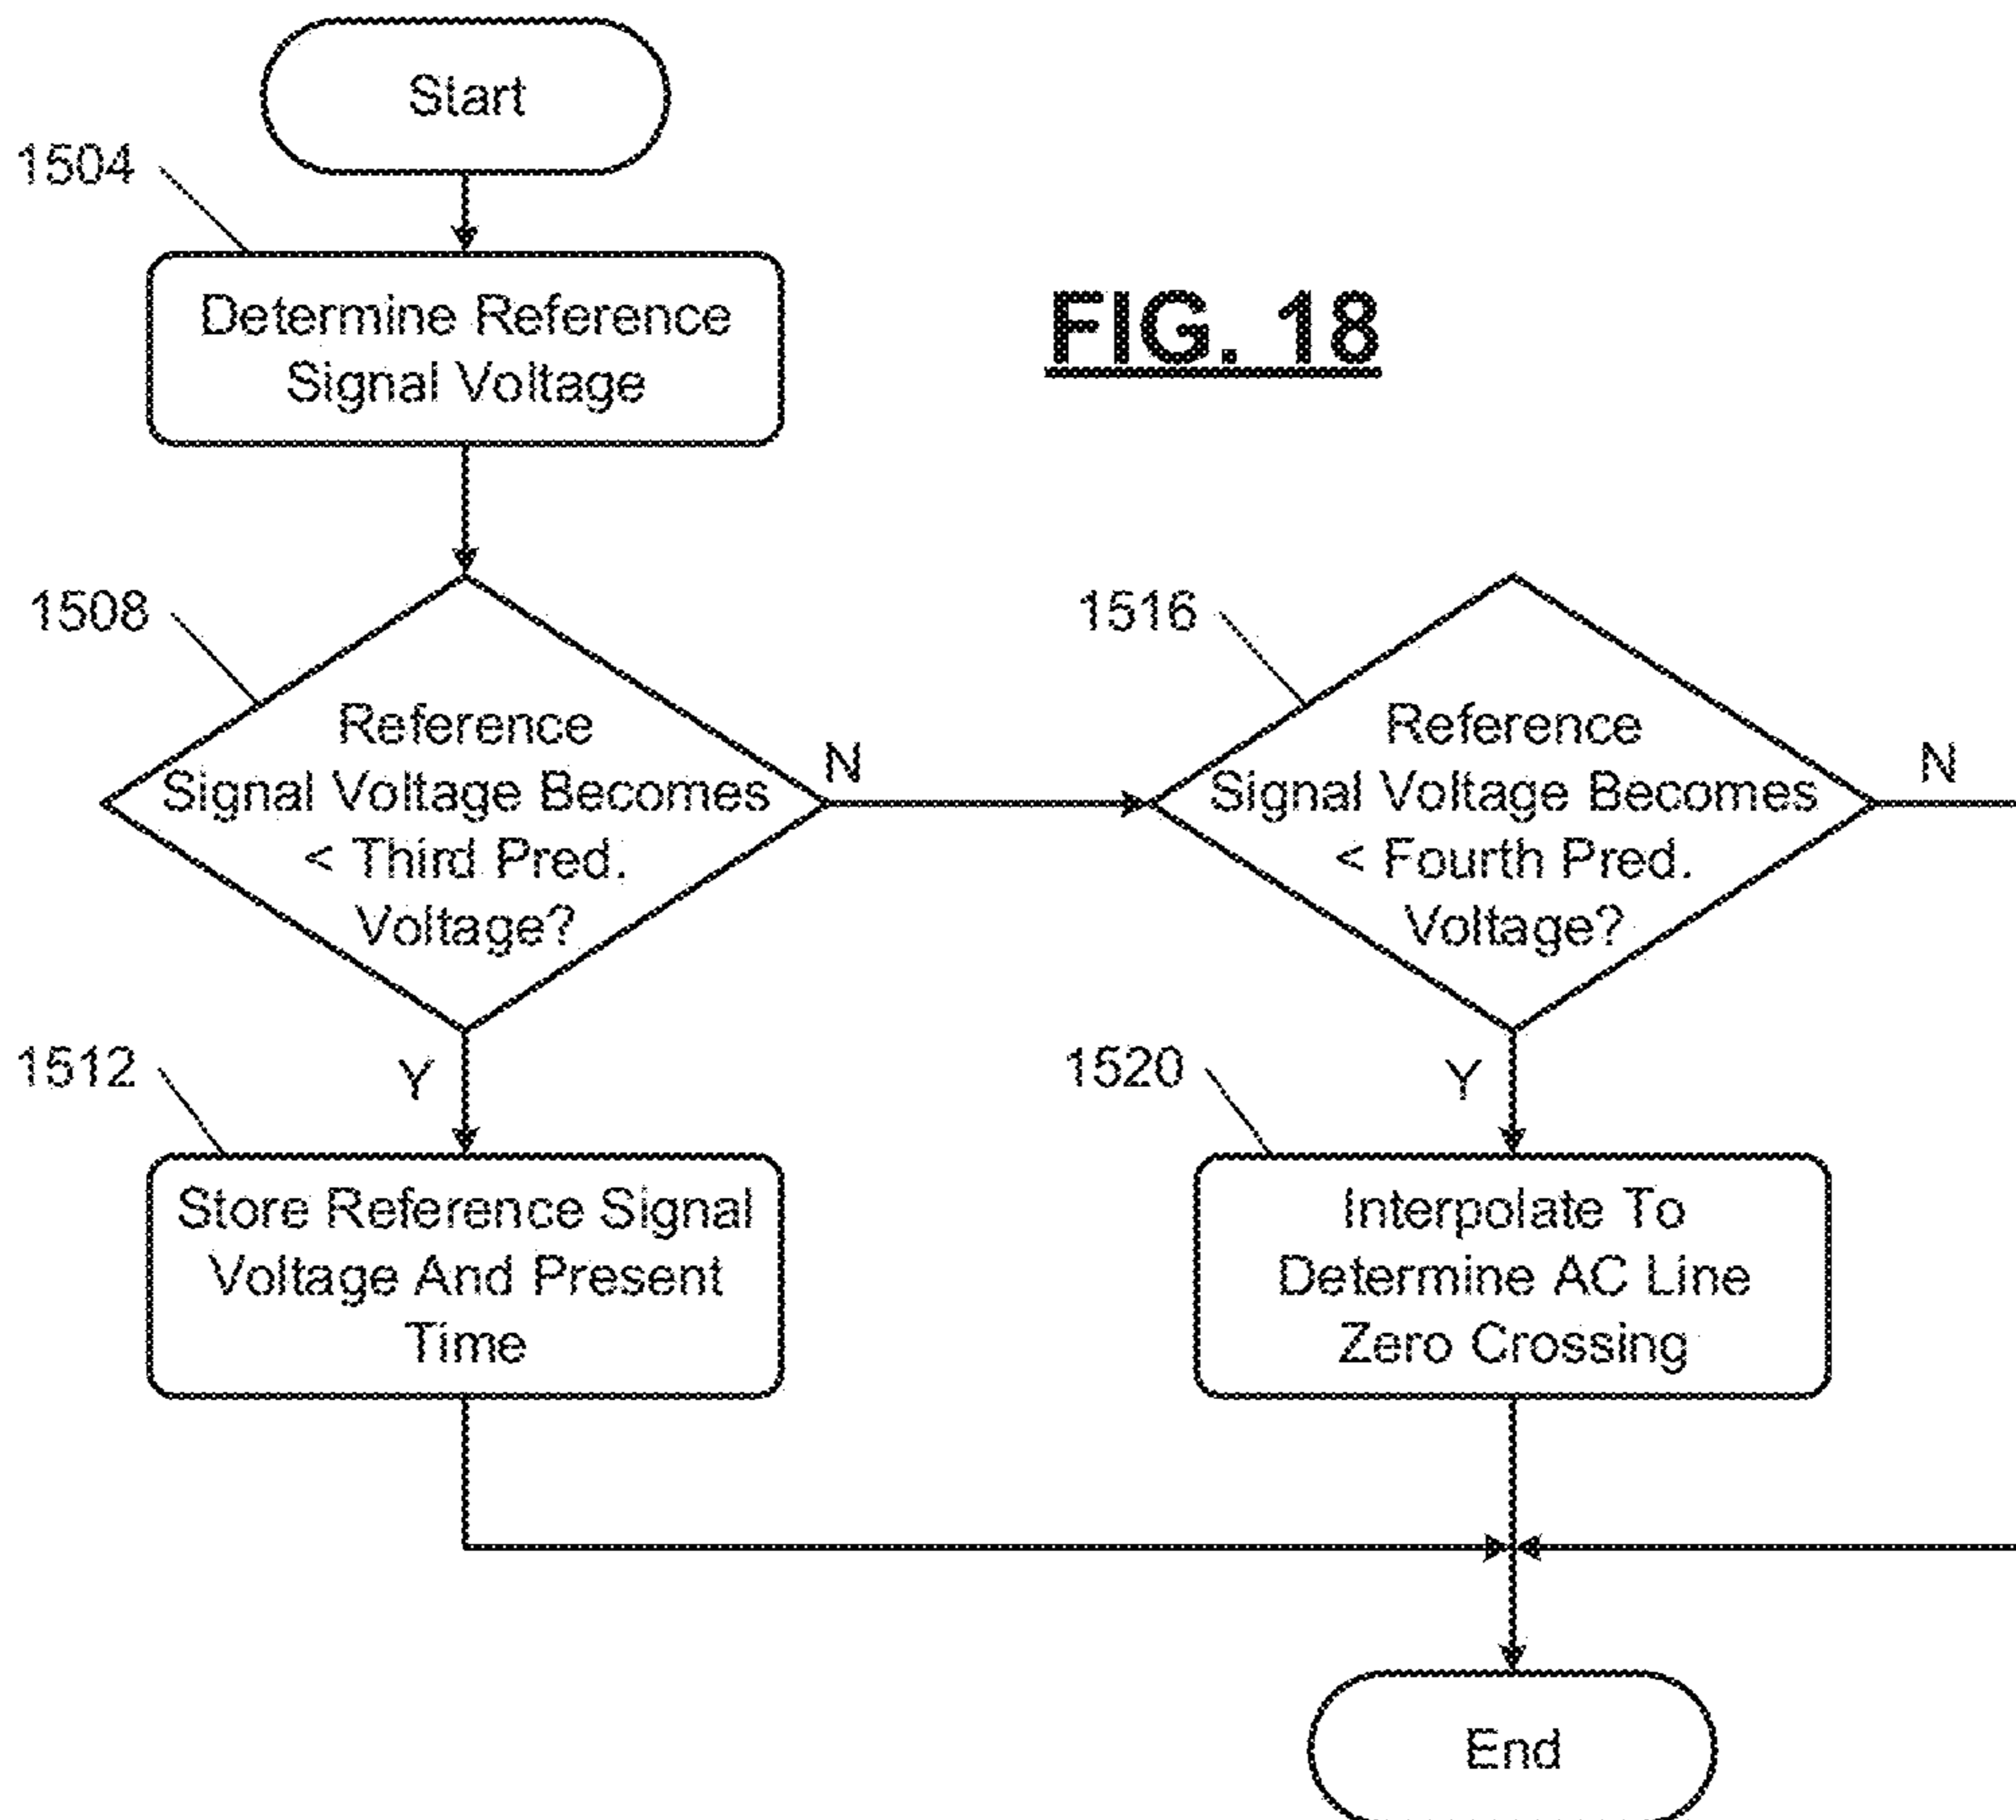 Start
1504
Determine Reference
Signal Voltage
FIG. 18
1508
Reference
Signal Voltage Becomes
< Third Pred.
Voltage?
N
Y
1516
Reference
Signal Voltage Becomes
< Fourth Pred.
Voltage?
N
Y
1512
Store Reference Signal
Voltage And Present
Time
1520
Interpolate To
Determine AC Line
Zero Crossing
End